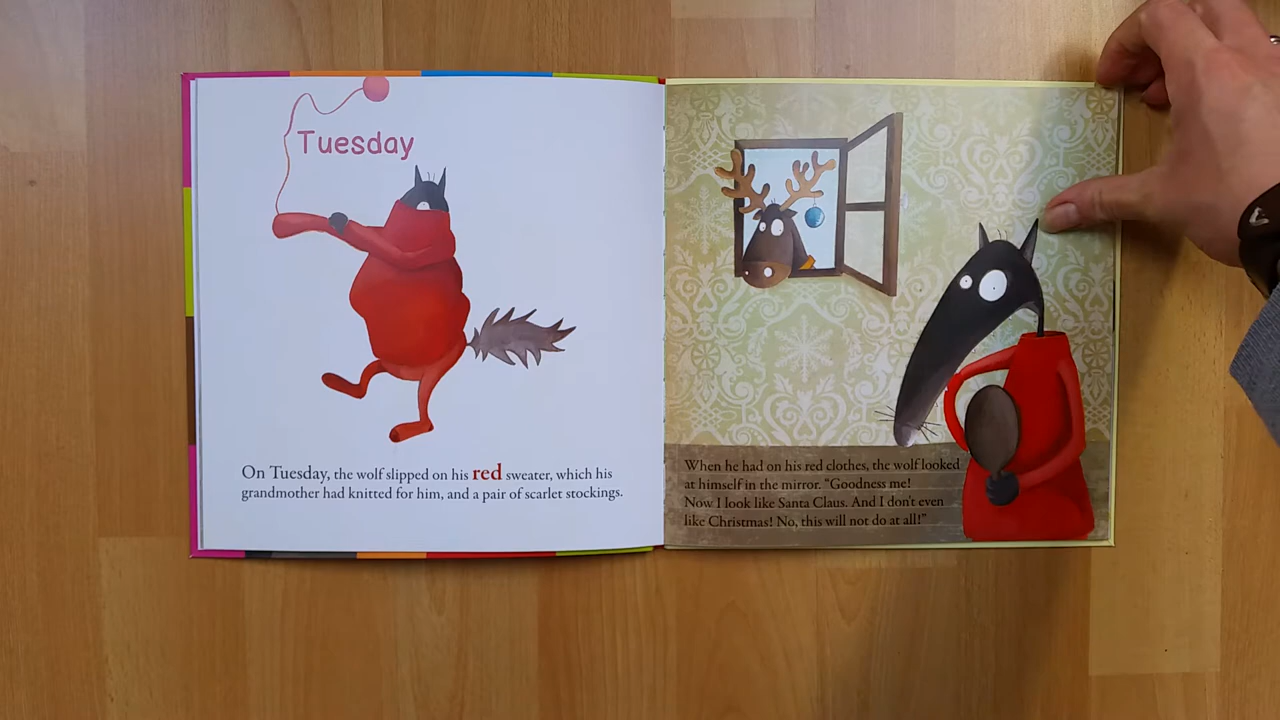 Tuesday
On Tuesday, the wolf slipped on his red sweater, which his
grandmother had knitted for him, and a pair of scarlet stockings.
When he had on his red clothes, the wolf looked
at himself in the mirror. “Goodness me!
Now I look like Santa Claus. And I don’t even
like Christmas! No, this will not do at all!”